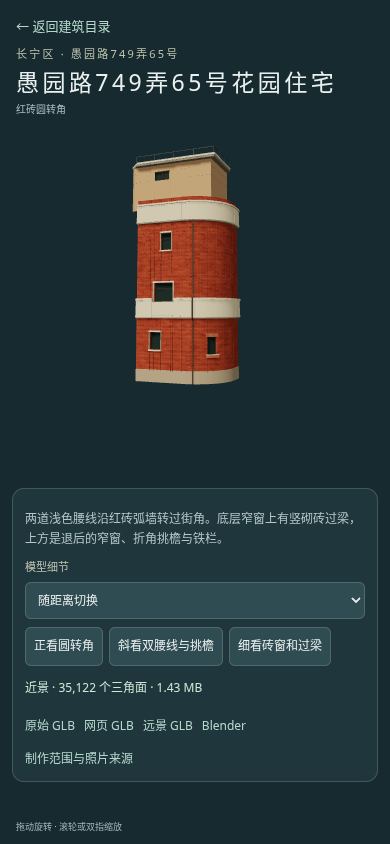 ← 返回建筑目录
长宁区 · 愚园路749弄65号
愚园路749弄65号花园住宅
红砖圆转角
两道浅色腰线沿红砖弧墙转过街角。底层窄窗上有竖砌砖过梁，
上方是退后的窄窗、折角挑檐与铁栏。
模型细节
随距离切换
正看圆转角 斜看双腰线与挑檐 细看砖窗和过梁
近景 · 35,122 个三角面 · 1.43 MB
原始 GLB 网页 GLB 远景 GLB Blender
制作范围与照片来源
拖动旋转 · 滚轮或双指缩放